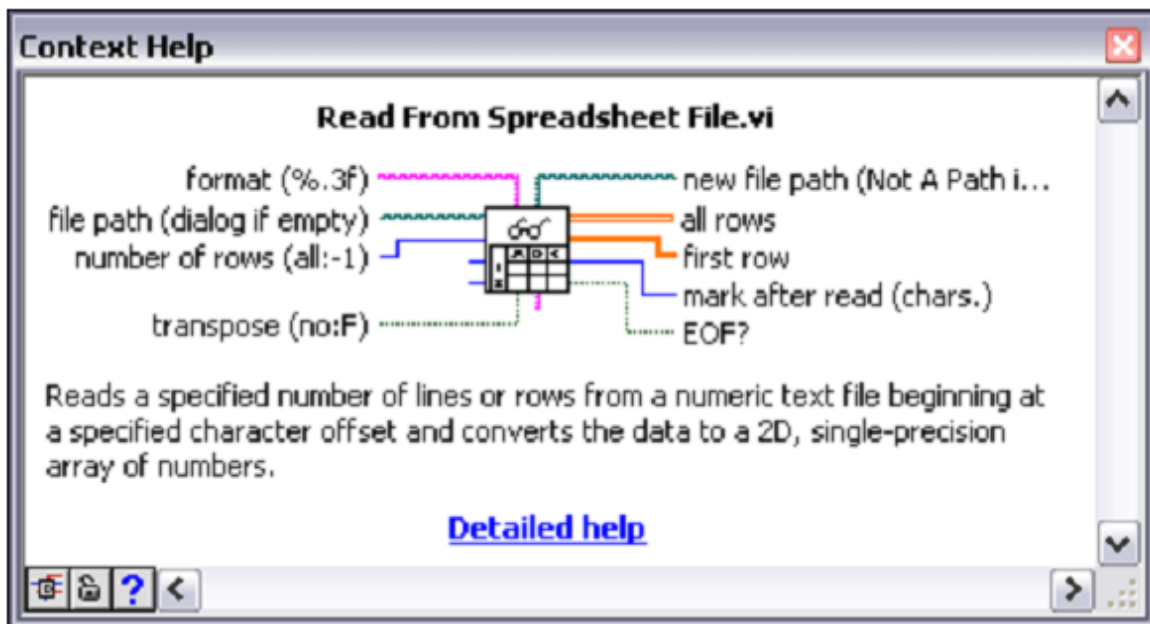 Context Help
Read From Spreadsheet File.vi
format (%.3f)
new file path (Not A Path i...
file path (dialog if empty)
all rows
number of rows (all:-1)
first row
mark after read (chars.)
transpose (no:F)
EOF?
Reads a specified number of lines or rows from a numeric text file beginning at
a specified character offset and converts the data to a 2D, single-precision
array of numbers.
Detailed help
?